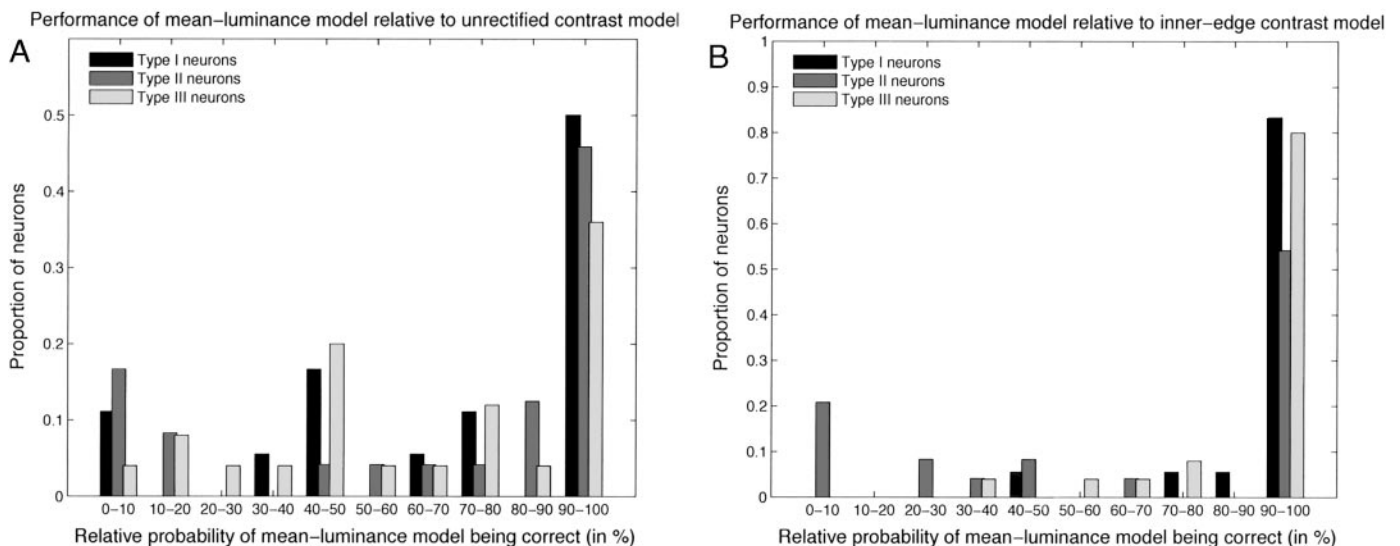 Performance of mean-luminance model relative to unrectified contrast model
A
Type I neurons
Type II neurons
Type III neurons
0.5
0.4
0.3
0.2
0.1
0
Proportion of neurons
0-10 10-20 20-30 30-40 40-50 50-60 60-70 70-80 80-90 90-100
Relative probability of mean-luminance model being correct (in %)
Performance of mean-luminance model relative to inner-edge contrast model
B
Type I neurons
Type II neurons
Type III neurons
1
0.9
0.8
0.7
0.6
0.5
0.4
0.3
0.2
0.1
0
Proportion of neurons
0-10 10-20 20-30 30-40 40-50 50-60 60-70 70-80 80-90 90-100
Relative probability of mean-luminance model being correct (in %)